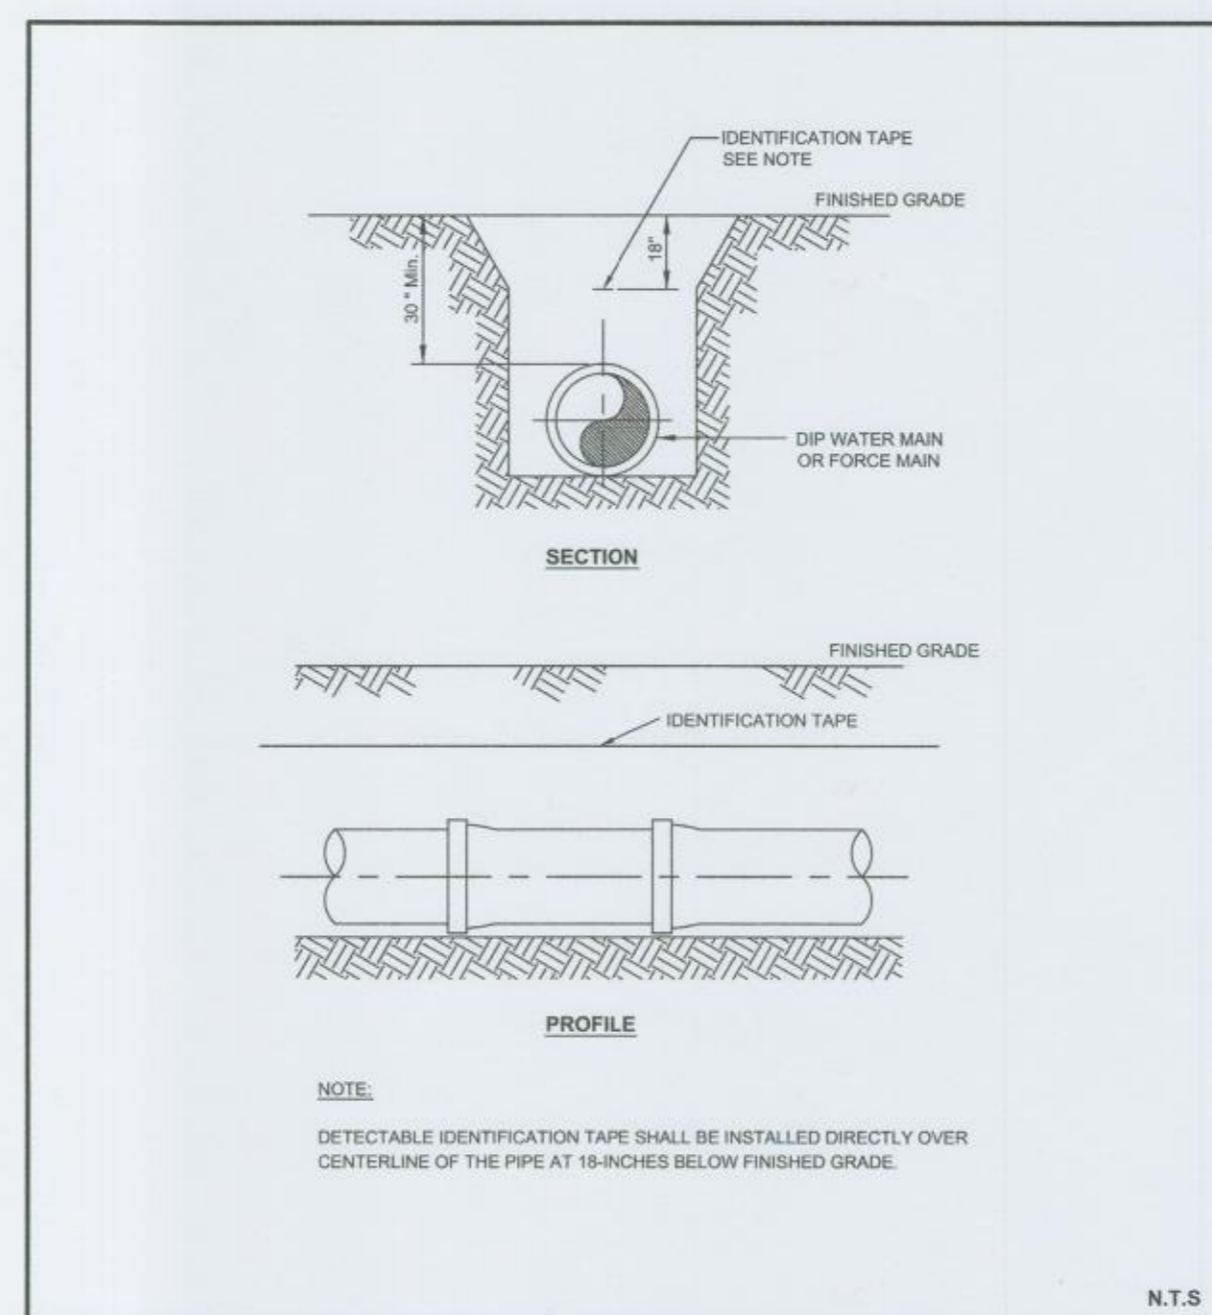 IDENTIFICATION TAPE
SEE NOTE
FINISHED GRADE
18"
30 " Min.
DIP WATER MAIN
OR FORCE MAIN
SECTION
FINISHED GRADE
IDENTIFICATION TAPE
PROFILE
NOTE:
DETECTABLE IDENTIFICATION TAPE SHALL BE INSTALLED DIRECTLY OVER
CENTERLINE OF THE PIPE AT 18-INCHES BELOW FINISHED GRADE.
N.T.S